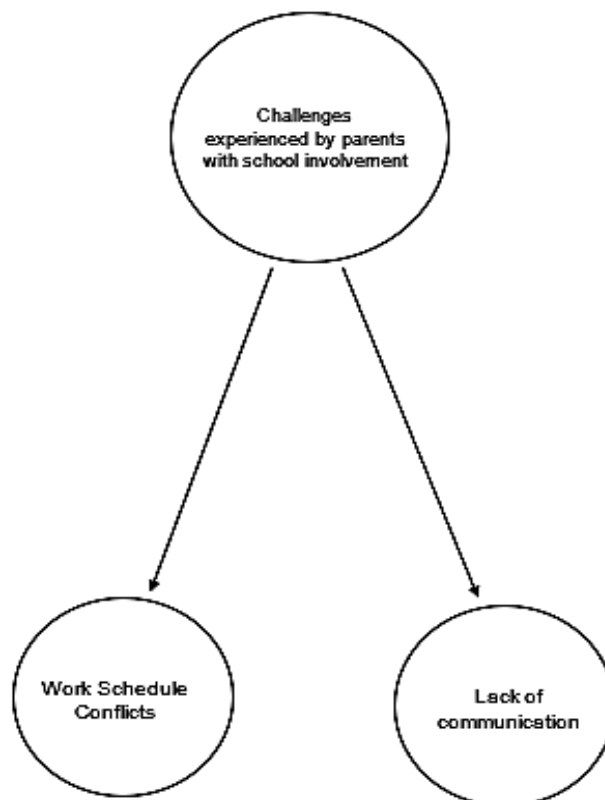 Challenges
experienced by parents
with school involvement
Work Schedule
Conflicts
Lack of
communication